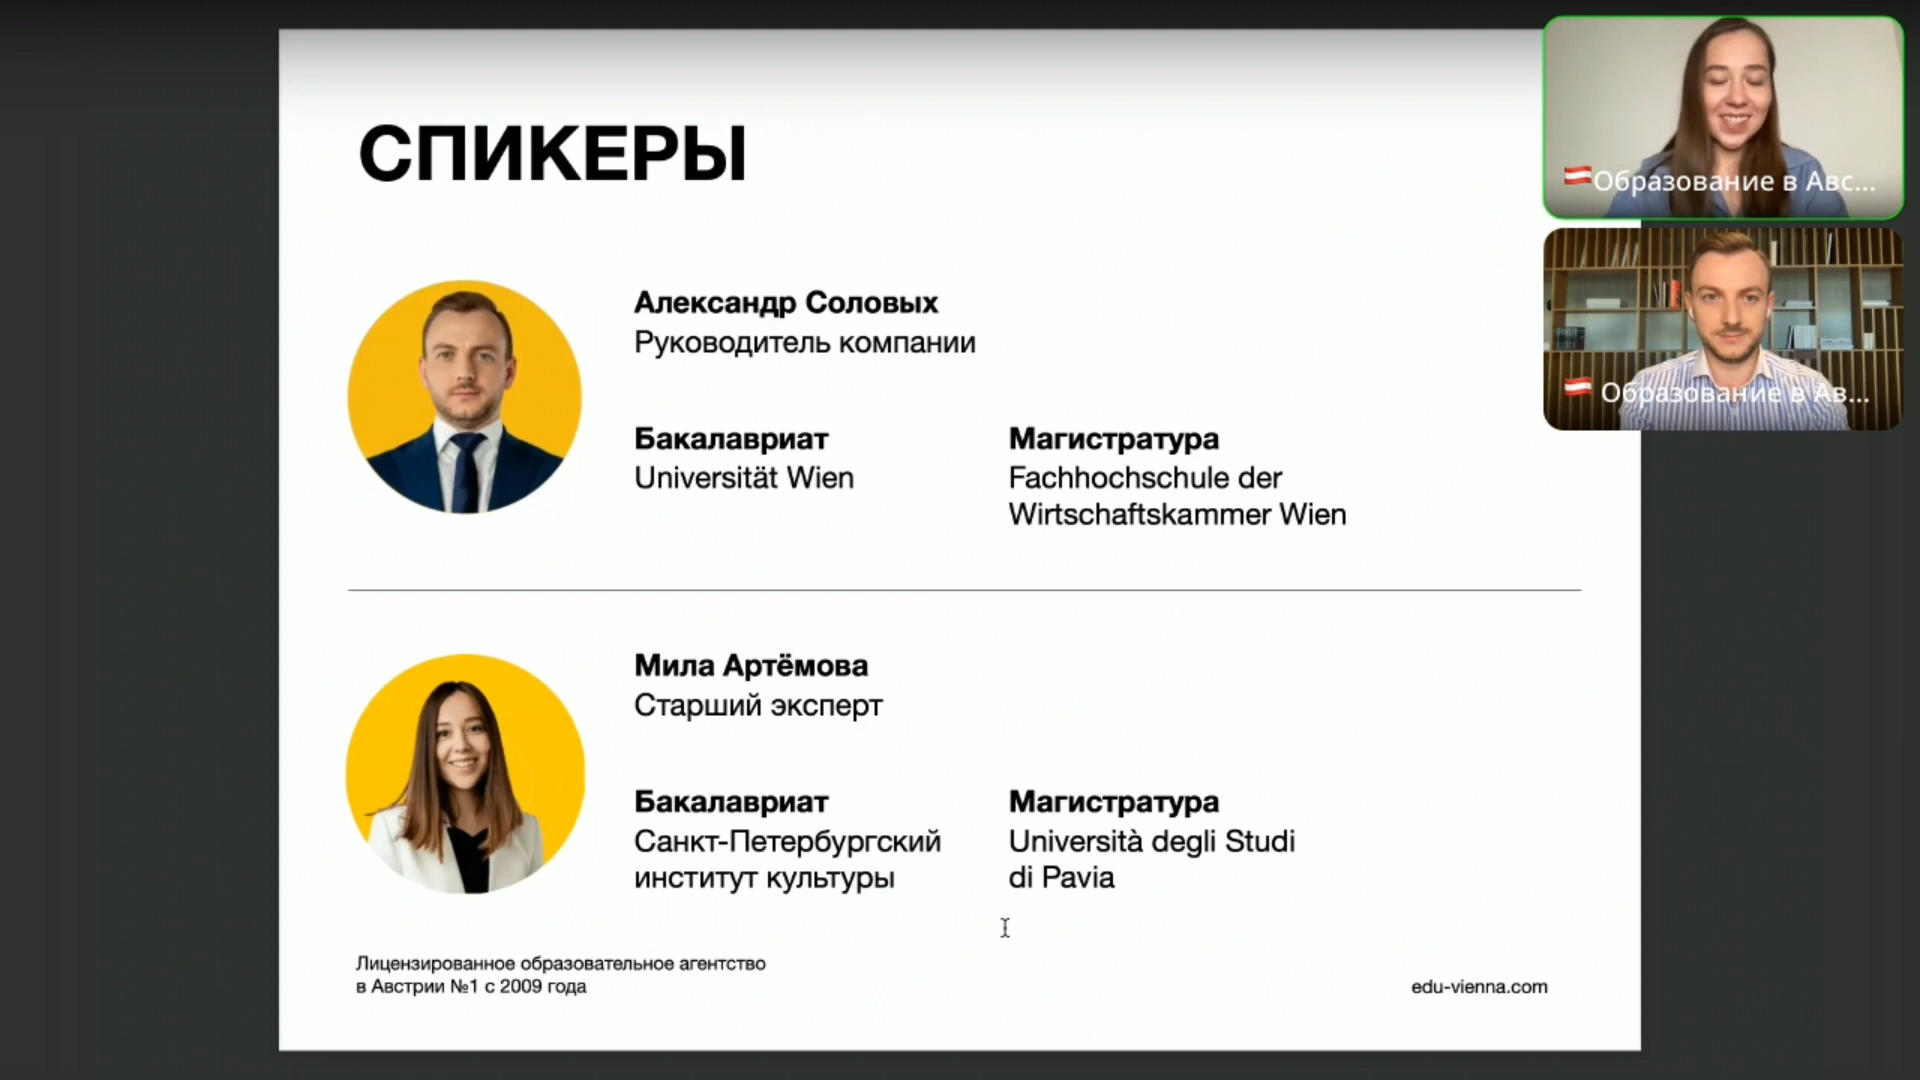 СПИКЕРЫ
Александр Соловых
Руководитель компании
Бакалавриат
Universität Wien
Магистратура
Fachhochschule der
Wirtschaftskammer Wien
Мила Артёмова
Старший эксперт
Бакалавриат
Санкт-Петербургский
институт культуры
Магистратура
Università degli Studi
di Pavia
Лицензированное образовательное агентство
в Австрии №1 с 2009 года
edu-vienna.com
Образование в Авс...
Образование в Ав...